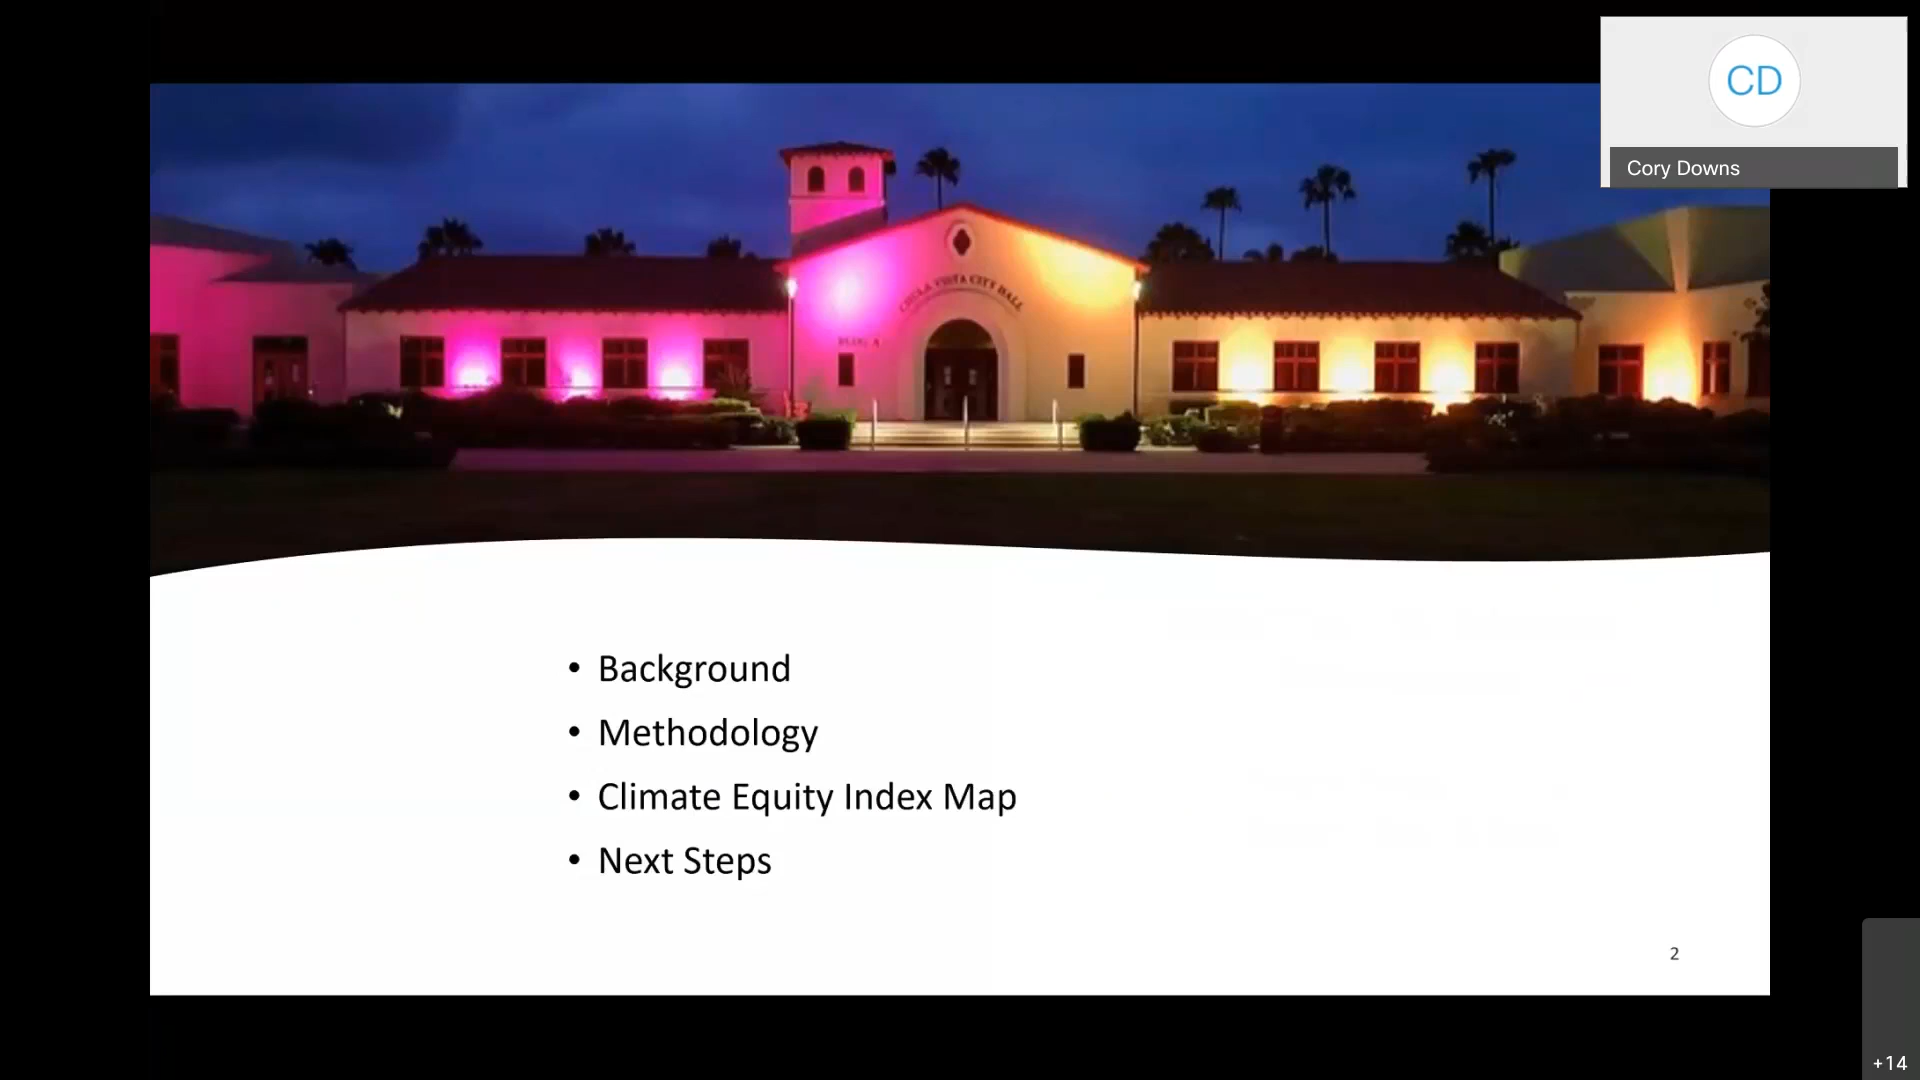 CD
Cory Downs
CHULA VISTA CITY HALL
• Background
• Methodology
• Climate Equity Index Map
• Next Steps
2
+14